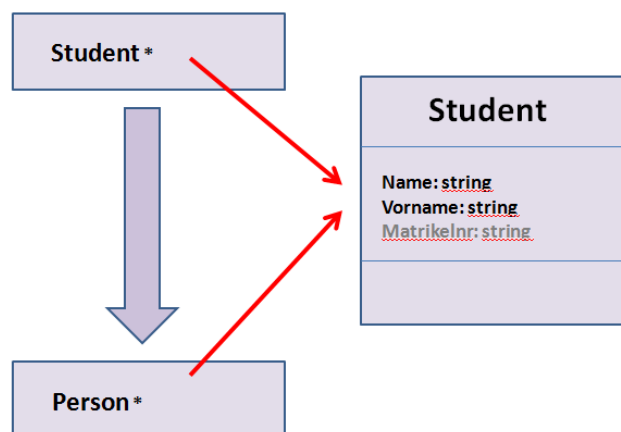 Student *
Student
Name: string
Vorname: string
Matrikelnr: string
Person *